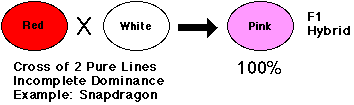 Red X White Pink F1
Hybrid
Cross of 2 Pure Lines
Incomplete Dominance
Example: Snapdragon
100%